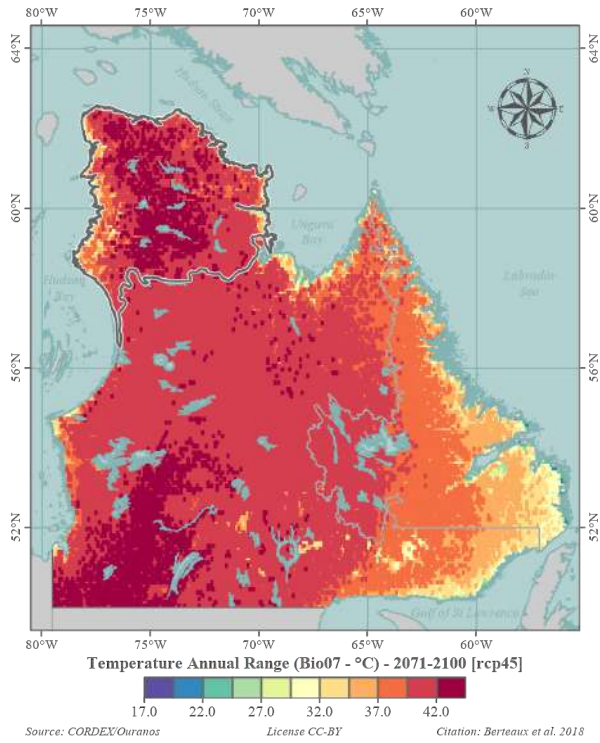 80°W 75°W 70°W 65°W 60°W
64°N 64°N
Hudson Strait
N
W E
S
60°N 60°N
Ungava
Bay
Hudson
Bay
Labrador
Sea
56°N 56°N
52°N 52°N
Gulf of St Lawrence
80°W 75°W 70°W 65°W 60°W
Temperature Annual Range (Bio07 - °C) - 2071-2100 [rcp45]
17.0 22.0 27.0 32.0 37.0 42.0
Source: CORDEX/Ouranos License CC-BY Citation: Berteaux et al. 2018